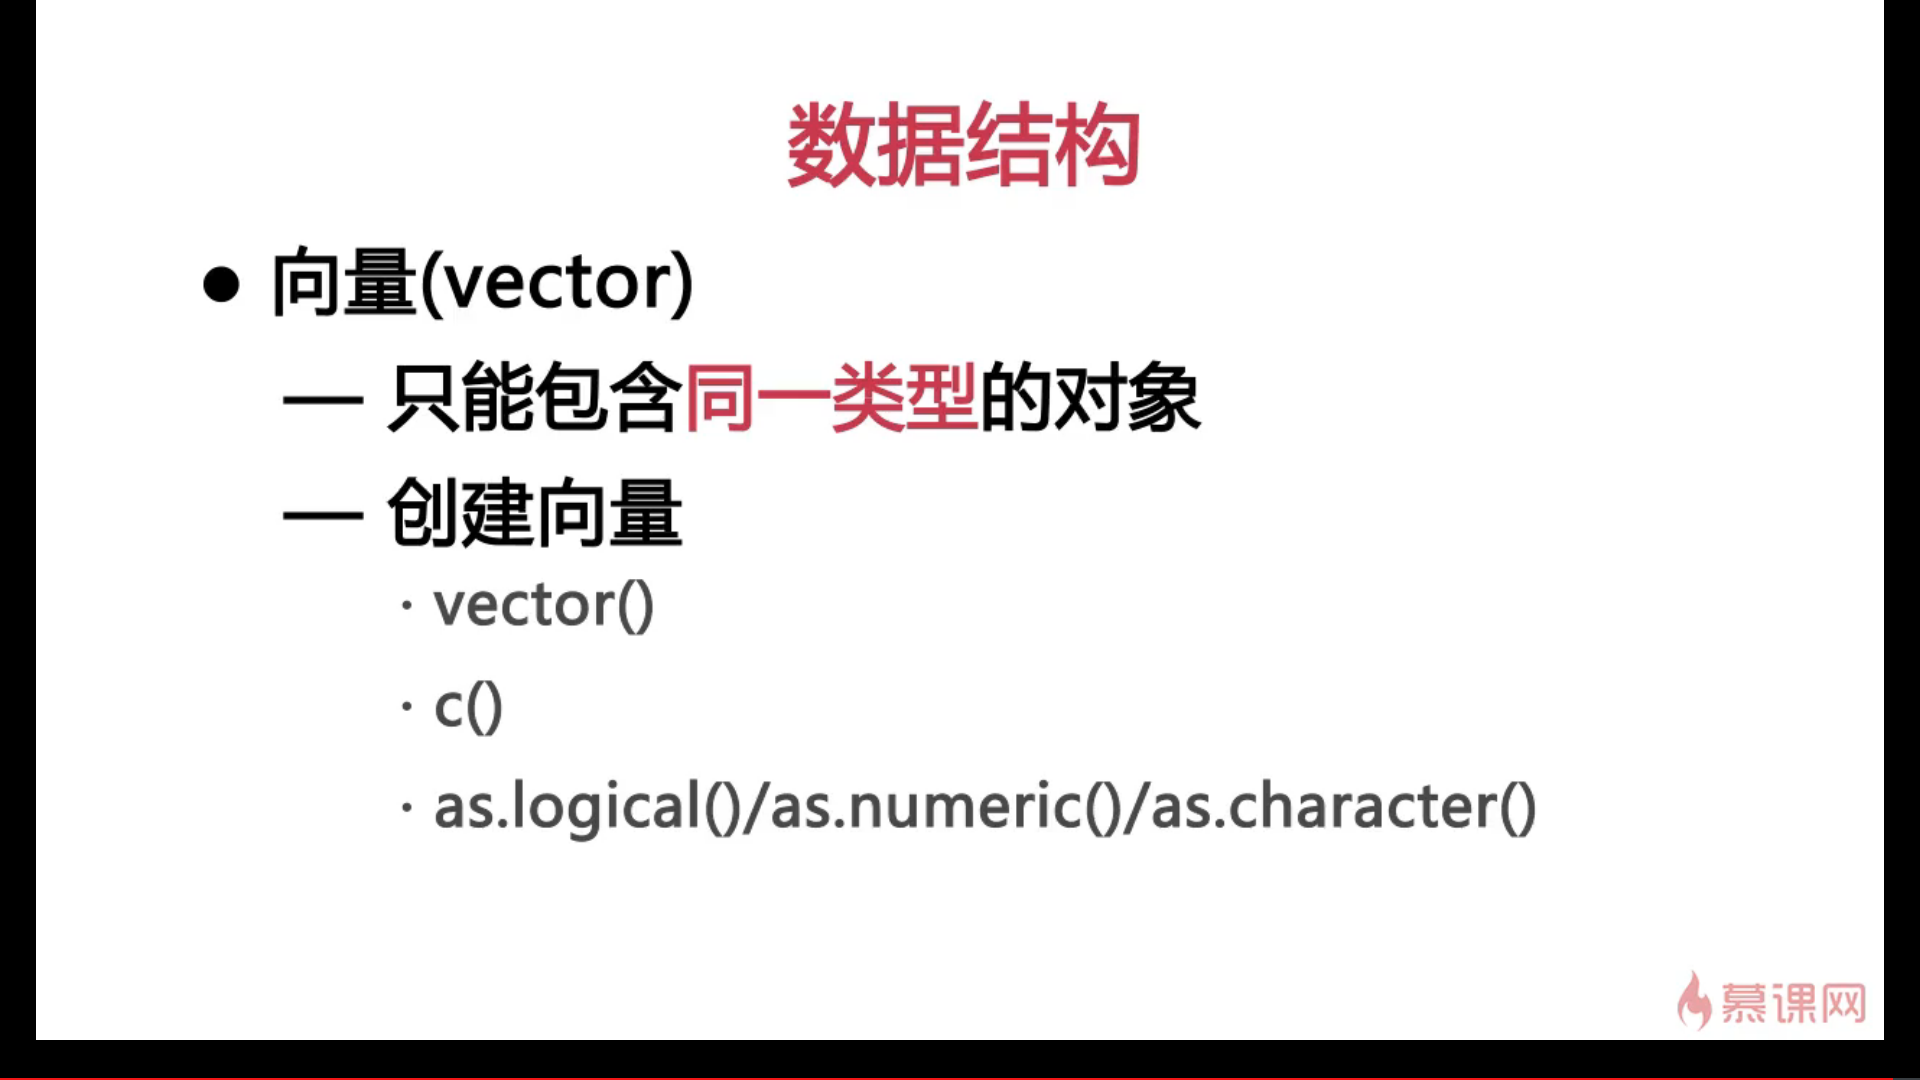 数据结构
● 向量(vector)
— 只能包含同一类型的对象
— 创建向量
· vector()
· c()
· as.logical()/as.numeric()/as.character()
慕课网